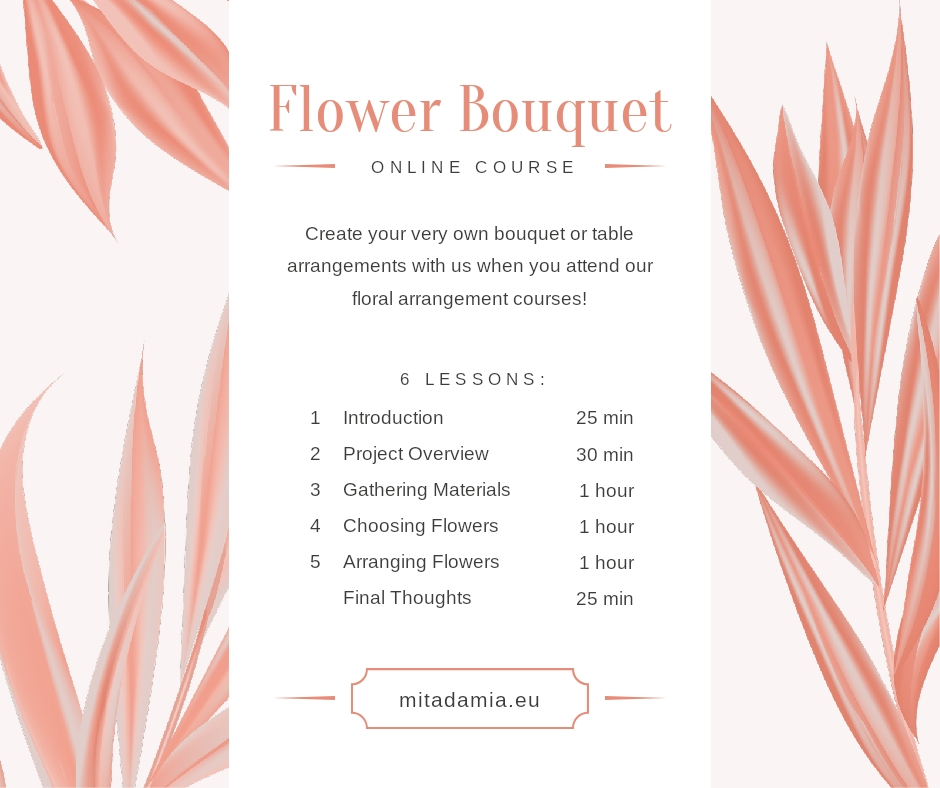 Flower Bouquet
ONLINE COURSE
Create your very own bouquet or table
arrangements with us when you attend our
floral arrangement courses!
6 LESSONS:
1 Introduction 25 min
2 Project Overview 30 min
3 Gathering Materials 1 hour
4 Choosing Flowers 1 hour
5 Arranging Flowers 1 hour
Final Thoughts 25 min
mitadamia.eu